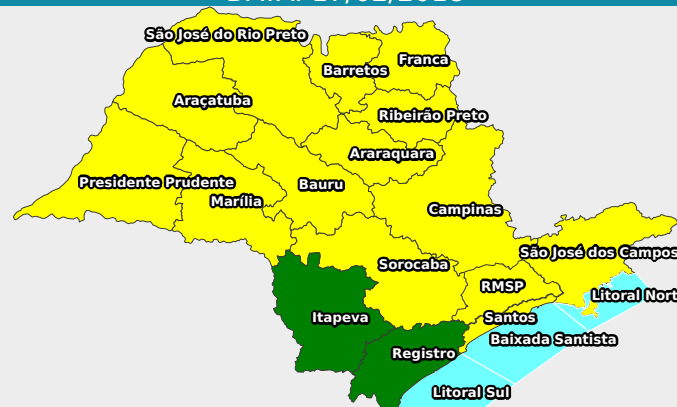 São José do Rio Preto
Franca
Barretos
Araçatuba
Ribeirão Preto
Araraquara
Presidente Prudente
Bauru
Marília
Campinas
São José dos Campos
Sorocaba
RMSP
Litoral Nort
Itapeva
Santos
Baixada Santista
Registro
Litoral Sul